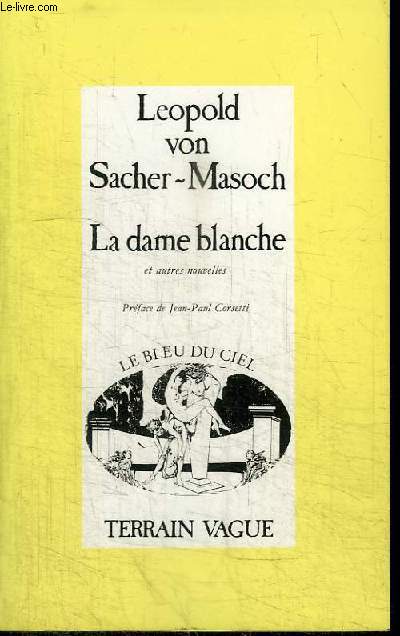 Le-livre.com
Leopold
von
Sacher-Masoch
La dame blanche
et autres nouvelles
Préface de Jean-Paul Corsetti
LE BLEU DU CIEL
TERRAIN VAGUE